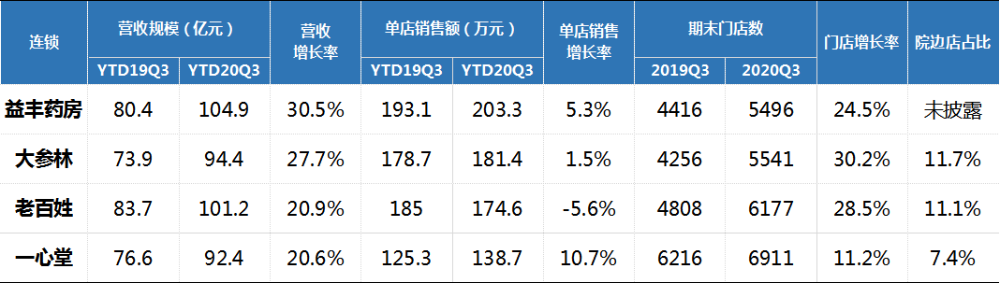 连锁 营收规模（亿元） 营收增长率 单店销售额（万元） 单店销售增长率 期末门店数 门店增长率 院边店占比
YTD19Q3 YTD20Q3 YTD19Q3 YTD20Q3 2019Q3 2020Q3
益丰药房 80.4 104.9 30.5% 193.1 203.3 5.3% 4416 5496 24.5% 未披露
大参林 73.9 94.4 27.7% 178.7 181.4 1.5% 4256 5541 30.2% 11.7%
老百姓 83.7 101.2 20.9% 185 174.6 -5.6% 4808 6177 28.5% 11.1%
一心堂 76.6 92.4 20.6% 125.3 138.7 10.7% 6216 6911 11.2% 7.4%